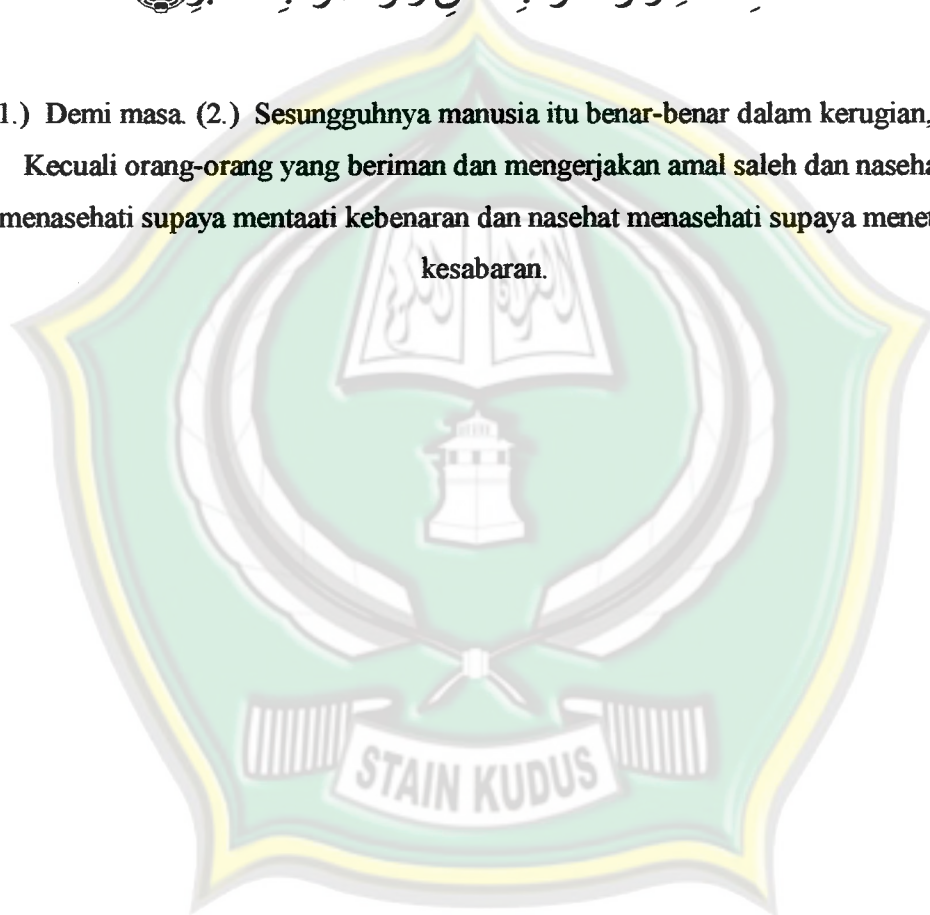 1.) Demi masa. (2.) Sesungguhnya manusia itu benar-benar dalam kerugian,
Kecuali orang-orang yang beriman dan mengerjakan amal saleh dan
menasehati supaya mentaati kebenaran dan nasehat menasehati supaya
kesabaran.
STAIN KUDUS